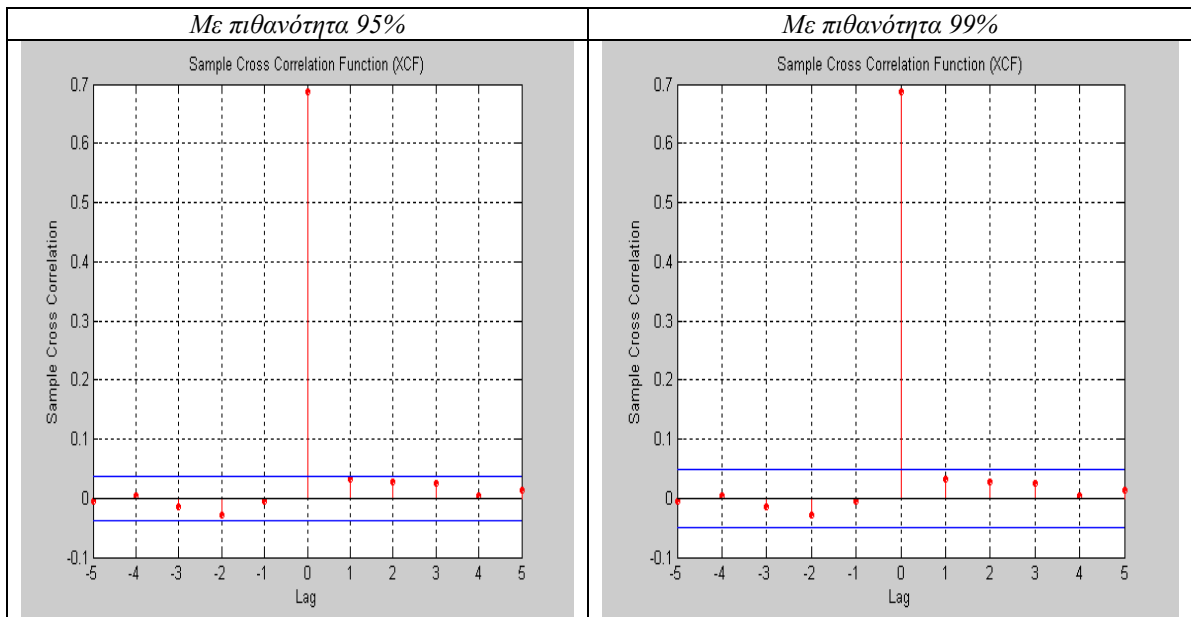 Με πιθανότητα 95%
Sample Cross Correlation Function (XCF)
Sample Cross Correlation
0.7
0.6
0.5
0.4
0.3
0.2
0.1
0
-0.1
-5 -4 -3 -2 -1 0 1 2 3 4 5
Lag
Με πιθανότητα 99%
Sample Cross Correlation Function (XCF)
Sample Cross Correlation
0.7
0.6
0.5
0.4
0.3
0.2
0.1
0
-0.1
-5 -4 -3 -2 -1 0 1 2 3 4 5
Lag